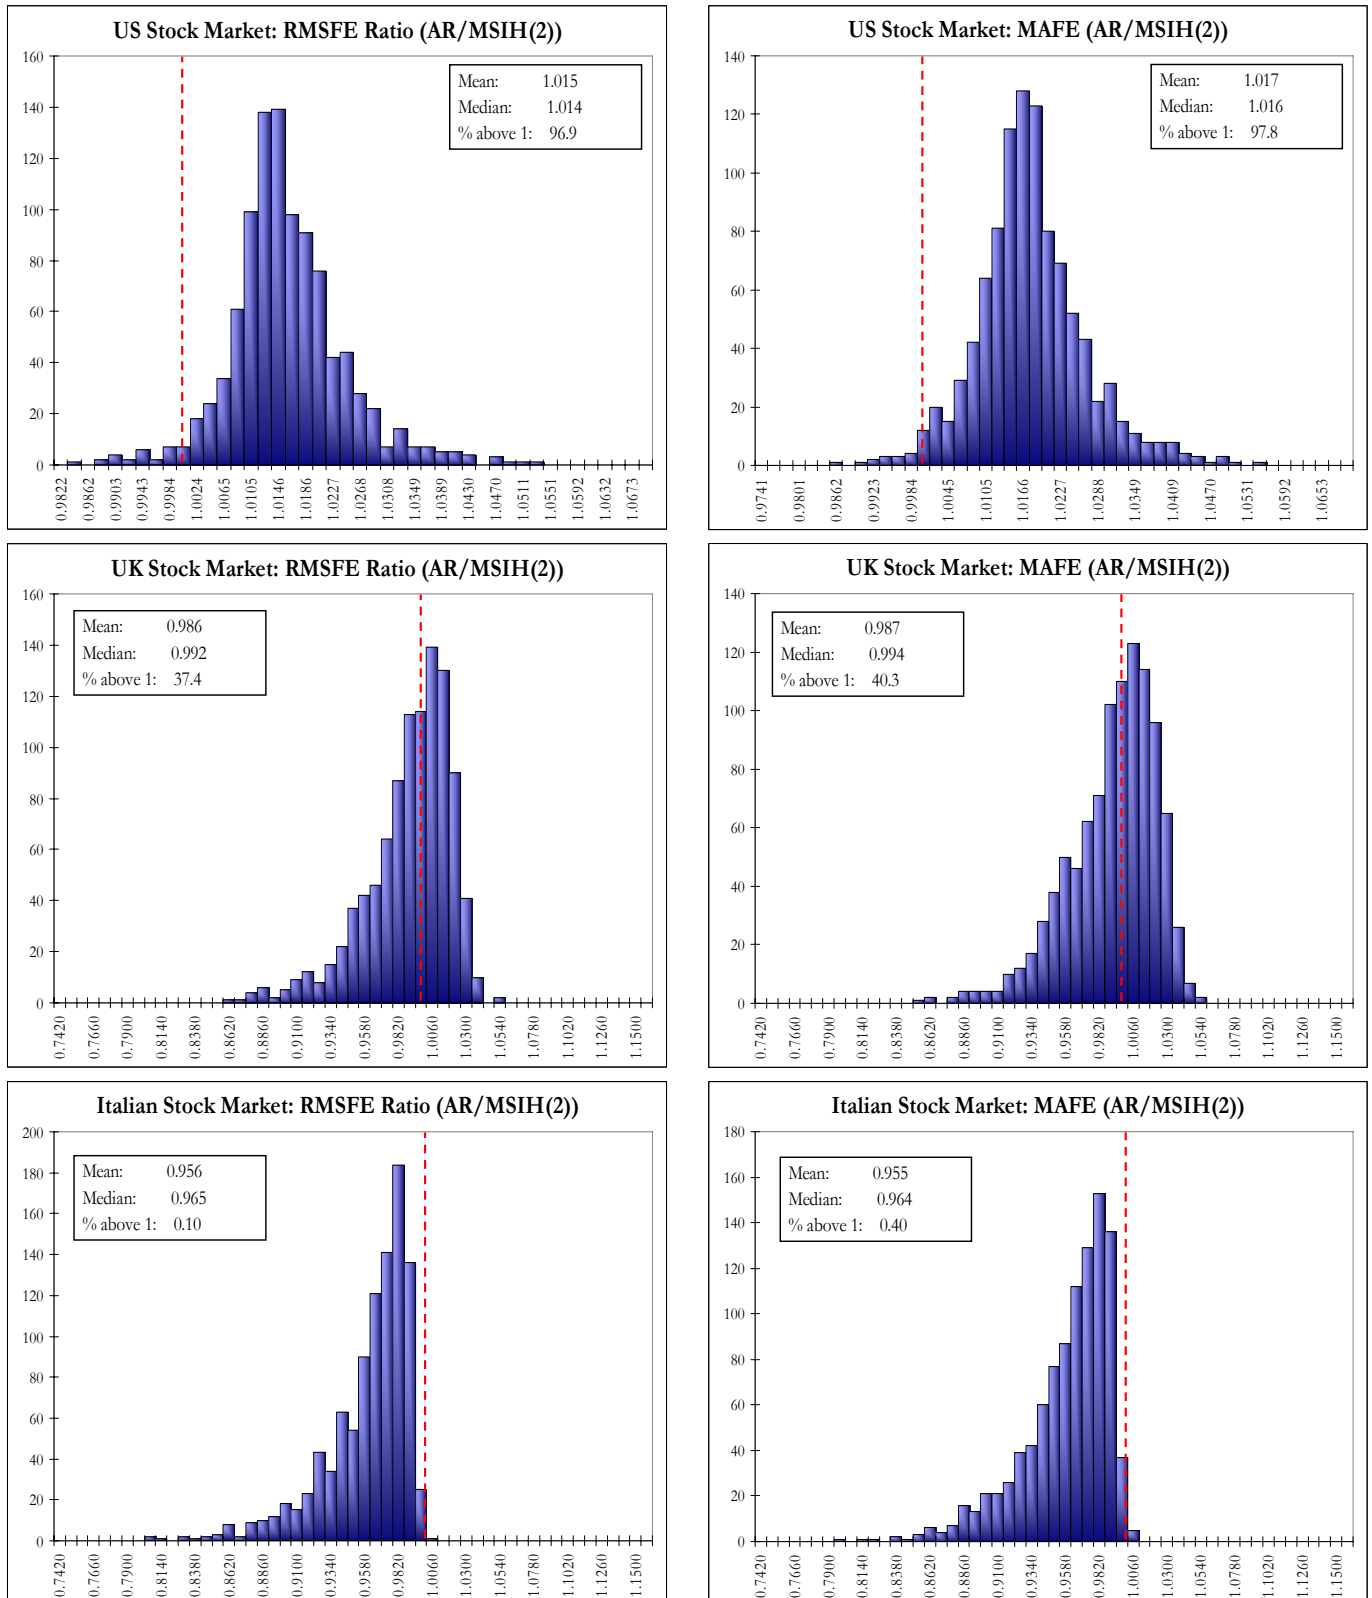 US Stock Market: RMSFE Ratio (AR/MSIH(2))
160
140
120
100
80
60
40
20
0
Mean: 1.015
Median: 1.014
% above 1: 96.9
0.9822 0.9862 0.9903 0.9943 0.9984 1.0024 1.0065 1.0105 1.0146 1.0186 1.0227 1.0268 1.0308 1.0349 1.0389 1.0430 1.0470 1.0511 1.0551 1.0592 1.0632 1.0673
US Stock Market: MAFE (AR/MSIH(2))
140
120
100
80
60
40
20
0
Mean: 1.017
Median: 1.016
% above 1: 97.8
0.9741 0.9801 0.9862 0.9923 0.9984 1.0045 1.0105 1.0166 1.0227 1.0288 1.0349 1.0409 1.0470 1.0531 1.0592 1.0653
UK Stock Market: RMSFE Ratio (AR/MSIH(2))
160
140
120
100
80
60
40
20
0
Mean: 0.986
Median: 0.992
% above 1: 37.4
0.7420 0.7660 0.7900 0.8140 0.8380 0.8620 0.8860 0.9100 0.9340 0.9580 0.9820 1.0060 1.0300 1.0540 1.0780 1.1020 1.1260 1.1500
UK Stock Market: MAFE (AR/MSIH(2))
140
120
100
80
60
40
20
0
Mean: 0.987
Median: 0.994
% above 1: 40.3
0.7420 0.7660 0.7900 0.8140 0.8380 0.8620 0.8860 0.9100 0.9340 0.9580 0.9820 1.0060 1.0300 1.0540 1.0780 1.1020 1.1260 1.1500
Italian Stock Market: RMSFE Ratio (AR/MSIH(2))
200
180
160
140
120
100
80
60
40
20
0
Mean: 0.956
Median: 0.965
% above 1: 0.10
0.7420 0.7660 0.7900 0.8140 0.8380 0.8620 0.8860 0.9100 0.9340 0.9580 0.9820 1.0060 1.0300 1.0540 1.0780 1.1020 1.1260 1.1500
Italian Stock Market: MAFE (AR/MSIH(2))
180
160
140
120
100
80
60
40
20
0
Mean: 0.955
Median: 0.964
% above 1: 0.40
0.7420 0.7660 0.7900 0.8140 0.8380 0.8620 0.8860 0.9100 0.9340 0.9580 0.9820 1.0060 1.0300 1.0540 1.0780 1.1020 1.1260 1.1500